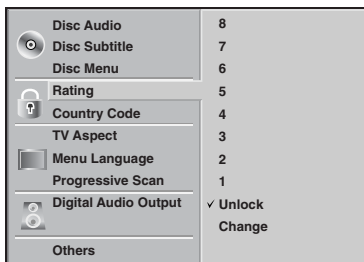 Disc Audio
Disc Subtitle
Disc Menu
Rating
Country Code
TV Aspect
Menu Language
Progressive Scan
Digital Audio Output
Others
8
7
6
5
4
3
2
1
✓ Unlock
Change